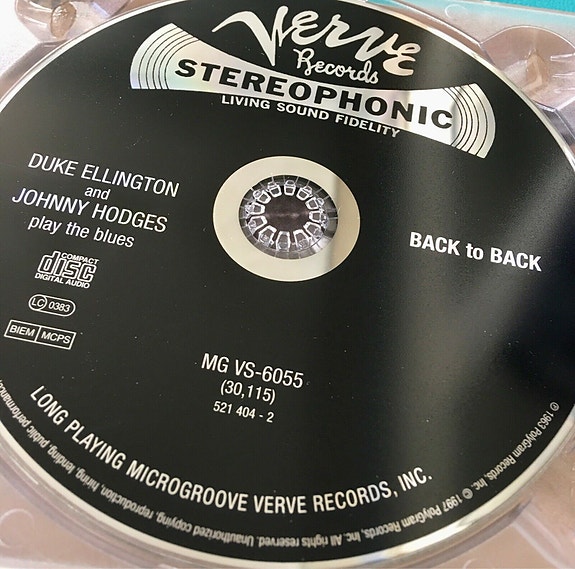 Verve
Records
STEREOPHONIC
LIVING SOUND FIDELITY
DUKE ELLINGTON
and
JOHNNY HODGES
play the blues
BACK to BACK
COMPACT
disc
DIGITAL AUDIO
LC 0383
BIEM MCPS
MG VS-6055
(30,115)
521 404 - 2
LONG PLAYING MICROGROOVE VERVE RECORDS, INC.
℗ 1963 PolyGram Records, Inc. © 1997 PolyGram Records, Inc. All rights reserved. Unauthorized copying, reproduction, hiring, lending, public performance